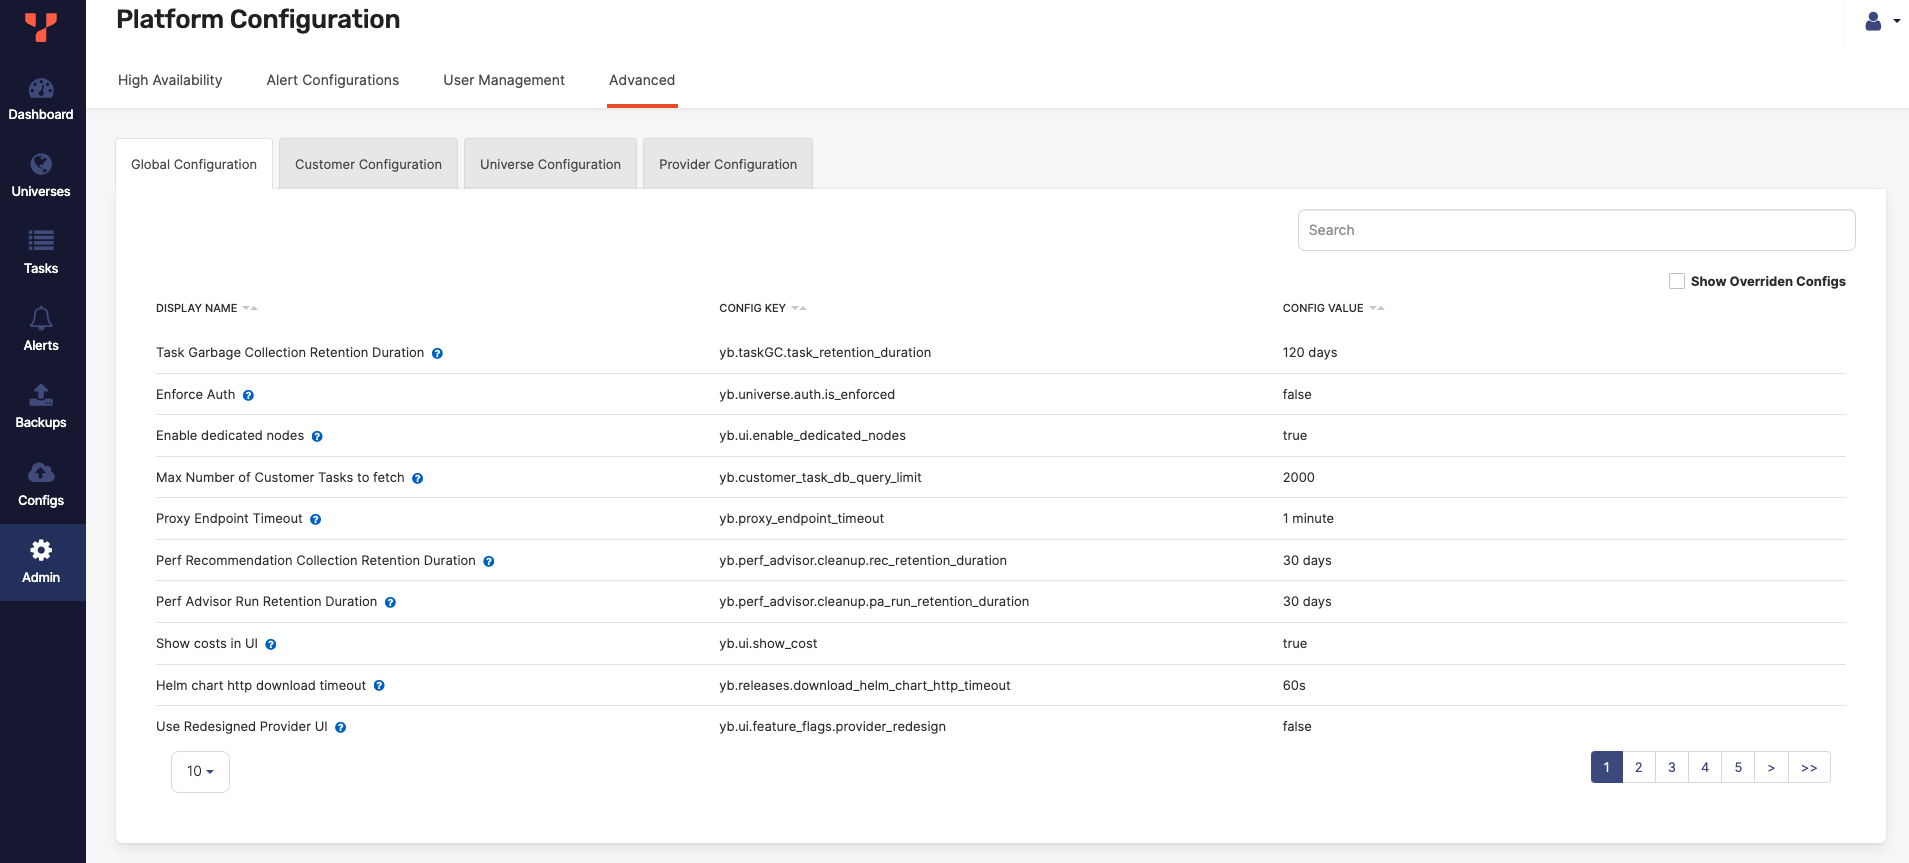 Platform Configuration
High Availability
Alert Configurations
User Management
Advanced
Dashboard
Universes
Tasks
Alerts
Backups
Configs
Admin
Global Configuration
Customer Configuration
Universe Configuration
Provider Configuration
Search
Show Overriden Configs
DISPLAY NAME CONFIG KEY CONFIG VALUE
Task Garbage Collection Retention Duration ? yb.taskGC.task_retention_duration 120 days
Enforce Auth ? yb.universe.auth.is_enforced false
Enable dedicated nodes ? yb.ui.enable_dedicated_nodes true
Max Number of Customer Tasks to fetch ? yb.customer_task_db_query_limit 2000
Proxy Endpoint Timeout ? yb.proxy_endpoint_timeout 1 minute
Perf Recommendation Collection Retention Duration ? yb.perf_advisor.cleanup.rec_retention_duration 30 days
Perf Advisor Run Retention Duration ? yb.perf_advisor.cleanup.pa_run_retention_duration 30 days
Show costs in UI ? yb.ui.show_cost true
Helm chart http download timeout ? yb.releases.download_helm_chart_http_timeout 60s
Use Redesigned Provider UI ? yb.ui.feature_flags.provider_redesign false
10
1 2 3 4 5 > >>